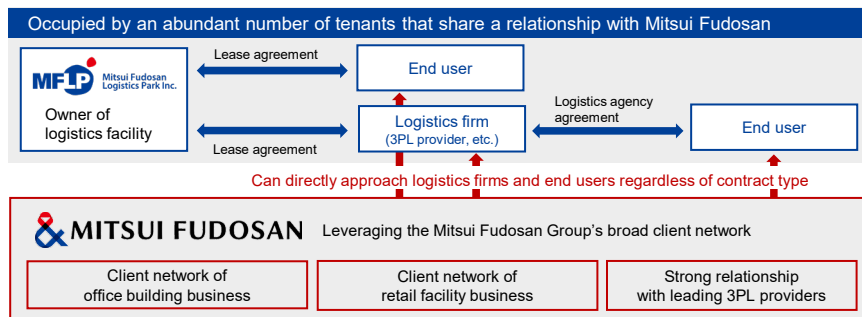 Occupied by an abundant number of tenants that share a relationship with Mitsui Fudosan
MFLP
Mitsui Fudosan
Logistics Park Inc.
Owner of
logistics facility
Lease agreement
End user
Lease agreement
Logistics firm
(3PL provider, etc.)
Logistics agency
agreement
End user
Can directly approach logistics firms and end users regardless of contract type
& MITSUI FUDOSAN
Leveraging the Mitsui Fudosan Group's broad client network
Client network of
office building business
Client network of
retail facility business
Strong relationship
with leading 3PL providers